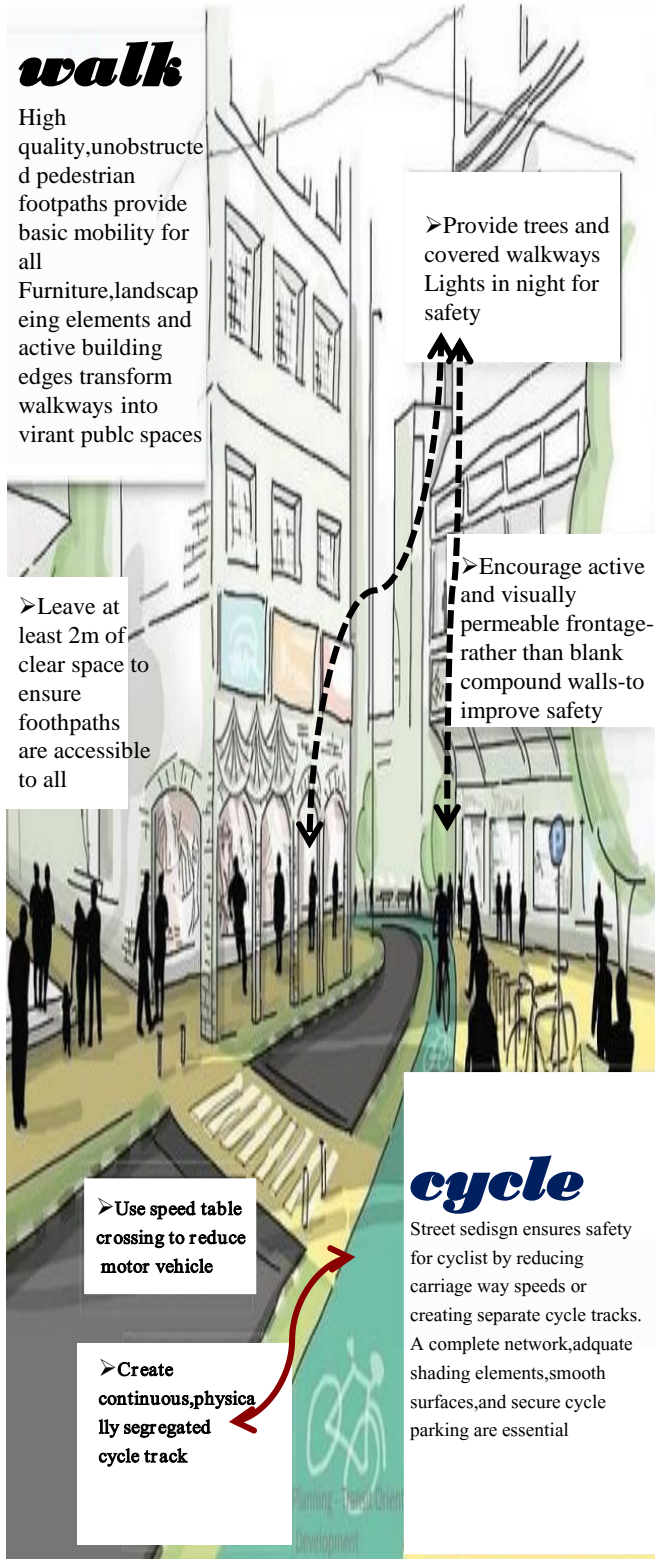 walk
High
quality,unobstructe
d pedestrian
footpaths provide
basic mobility for
all
Furniture,landscap
eing elements and
active building
edges transform
walkways into
virant publc spaces
➢Provide trees and
covered walkways
Lights in night for
safety
➢Encourage active
and visually
permeable frontage-
rather than blank
compound walls-to
improve safety
➢Leave at
least 2m of
clear space to
ensure
foothpaths
are accessible
to all
P
➢Use speed table
crossing to reduce
motor vehicle
➢Create
continuous,physica
lly segregated
cycle track
cycle
Street sedisgn ensures safety
for cyclist by reducing
carriage way speeds or
creating separate cycle tracks.
A complete network,adquate
shading elements,smooth
surfaces,and secure cycle
parking are essential
Planning - Transit Orient
Development